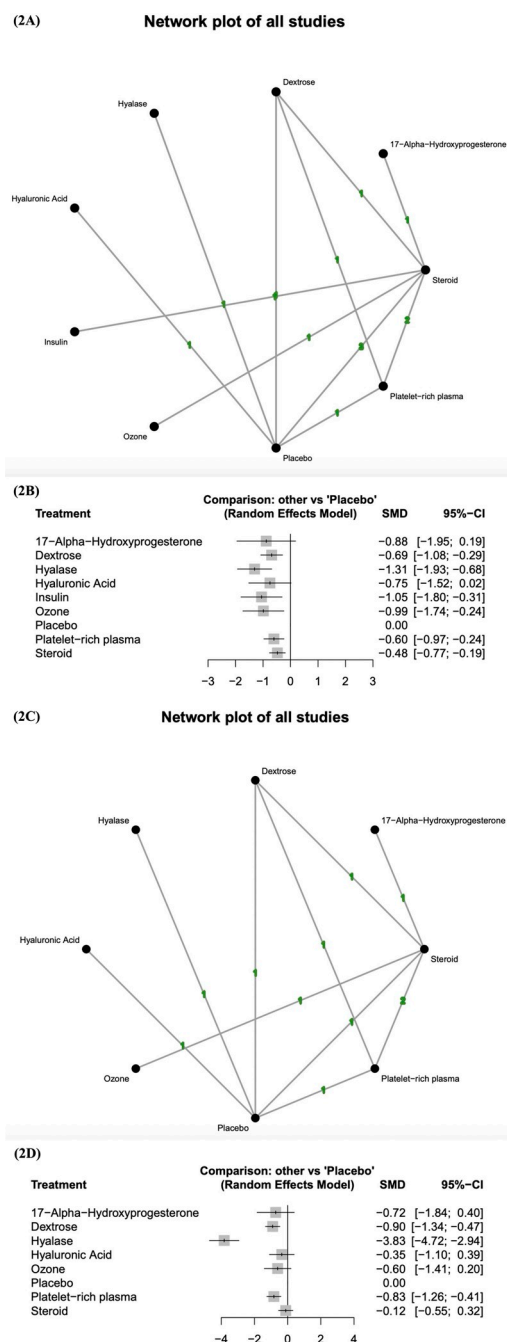 (2A)
Network plot of all studies
Dextrose
Hyalase
17−Alpha−Hydroxyprogesterone
Hyaluronic Acid
Steroid
Insulin
Platelet−rich plasma
Ozone
Placebo
(2B)
Comparison: other vs 'Placebo'
Treatment (Random Effects Model) SMD 95%−CI
17−Alpha−Hydroxyprogesterone −0.88 [−1.95; 0.19]
Dextrose −0.69 [−1.08; −0.29]
Hyalase −1.31 [−1.93; −0.68]
Hyaluronic Acid −0.75 [−1.52; 0.02]
Insulin −1.05 [−1.80; −0.31]
Ozone −0.99 [−1.74; −0.24]
Placebo 0.00
Platelet−rich plasma −0.60 [−0.97; −0.24]
Steroid −0.48 [−0.77; −0.19]
−3 −2 −1 0 1 2 3
(2C)
Network plot of all studies
Dextrose
Hyalase
17−Alpha−Hydroxyprogesterone
Hyaluronic Acid
Steroid
Ozone
Platelet−rich plasma
Placebo
(2D)
Comparison: other vs 'Placebo'
Treatment (Random Effects Model) SMD 95%−CI
17−Alpha−Hydroxyprogesterone −0.72 [−1.84; 0.40]
Dextrose −0.90 [−1.34; −0.47]
Hyalase −3.83 [−4.72; −2.94]
Hyaluronic Acid −0.35 [−1.10; 0.39]
Ozone −0.60 [−1.41; 0.20]
Placebo 0.00
Platelet−rich plasma −0.83 [−1.26; −0.41]
Steroid −0.12 [−0.55; 0.32]
−4 −2 0 2 4